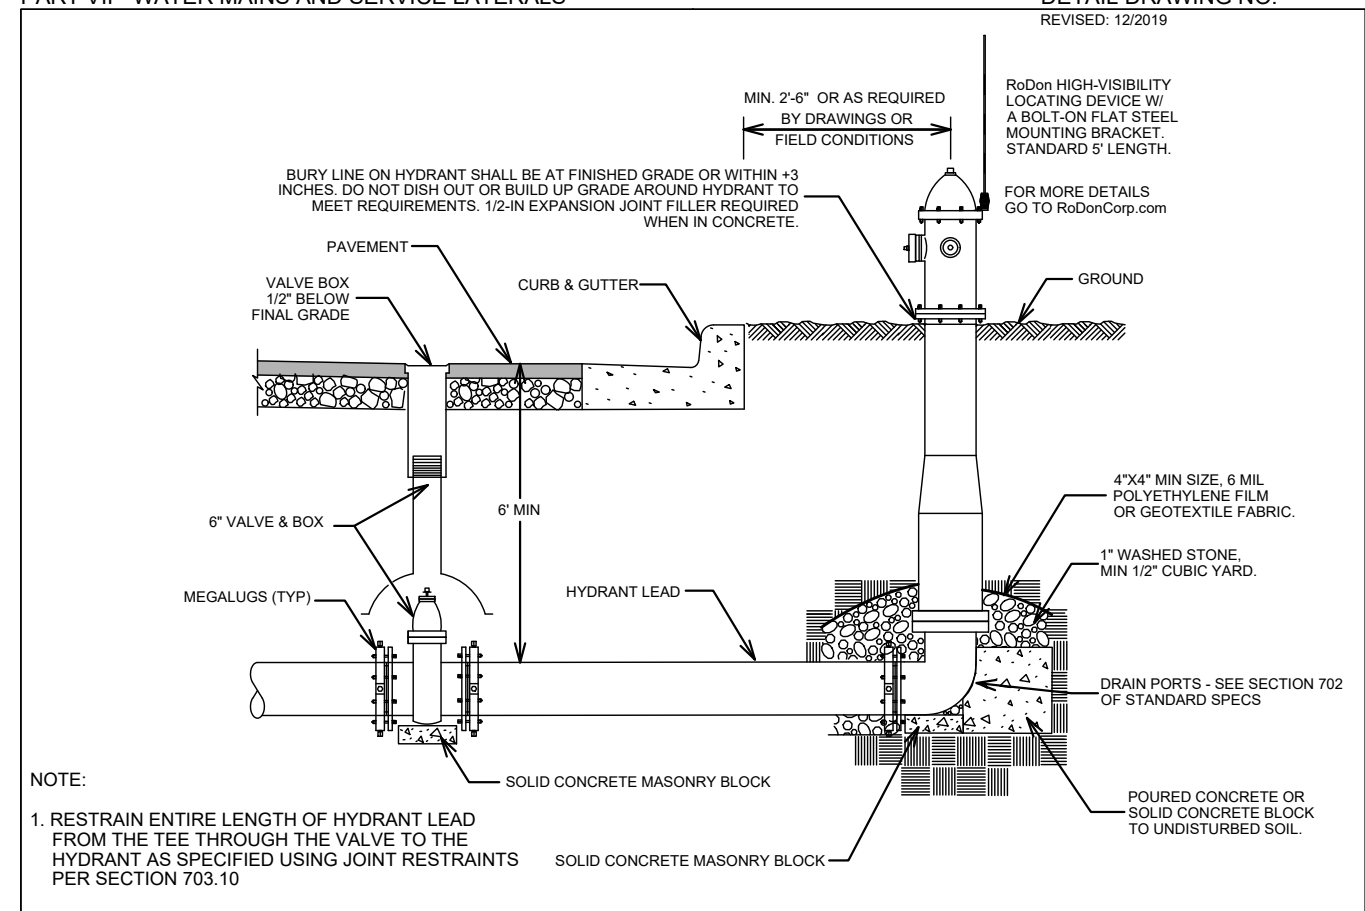 PART VII - WATER MAINS AND SERVICE LATERALS
DETAIL DRAWING NO.
REVISED: 12/2019
RoDon HIGH-VISIBILITY
LOCATING DEVICE W/
A BOLT-ON FLAT STEEL
MOUNTING BRACKET.
STANDARD 5' LENGTH.
FOR MORE DETAILS
GO TO RoDonCorp.com
MIN. 2'-6" OR AS REQUIRED
BY DRAWINGS OR
FIELD CONDITIONS
BURY LINE ON HYDRANT SHALL BE AT FINISHED GRADE OR WITHIN +3
INCHES. DO NOT DISH OUT OR BUILD UP GRADE AROUND HYDRANT TO
MEET REQUIREMENTS. 1/2-IN EXPANSION JOINT FILLER REQUIRED
WHEN IN CONCRETE.
PAVEMENT
VALVE BOX
1/2" BELOW
FINAL GRADE
CURB & GUTTER
GROUND
6" VALVE & BOX
6' MIN
4"X4" MIN SIZE, 6 MIL
POLYETHYLENE FILM
OR GEOTEXTILE FABRIC.
1" WASHED STONE,
MIN 1/2" CUBIC YARD.
MEGALUGS (TYP)
HYDRANT LEAD
DRAIN PORTS - SEE SECTION 702
OF STANDARD SPECS
SOLID CONCRETE MASONRY BLOCK
POURED CONCRETE OR
SOLID CONCRETE BLOCK
TO UNDISTURBED SOIL.
SOLID CONCRETE MASONRY BLOCK
NOTE:
1. RESTRAIN ENTIRE LENGTH OF HYDRANT LEAD
FROM THE TEE THROUGH THE VALVE TO THE
HYDRANT AS SPECIFIED USING JOINT RESTRAINTS
PER SECTION 703.10